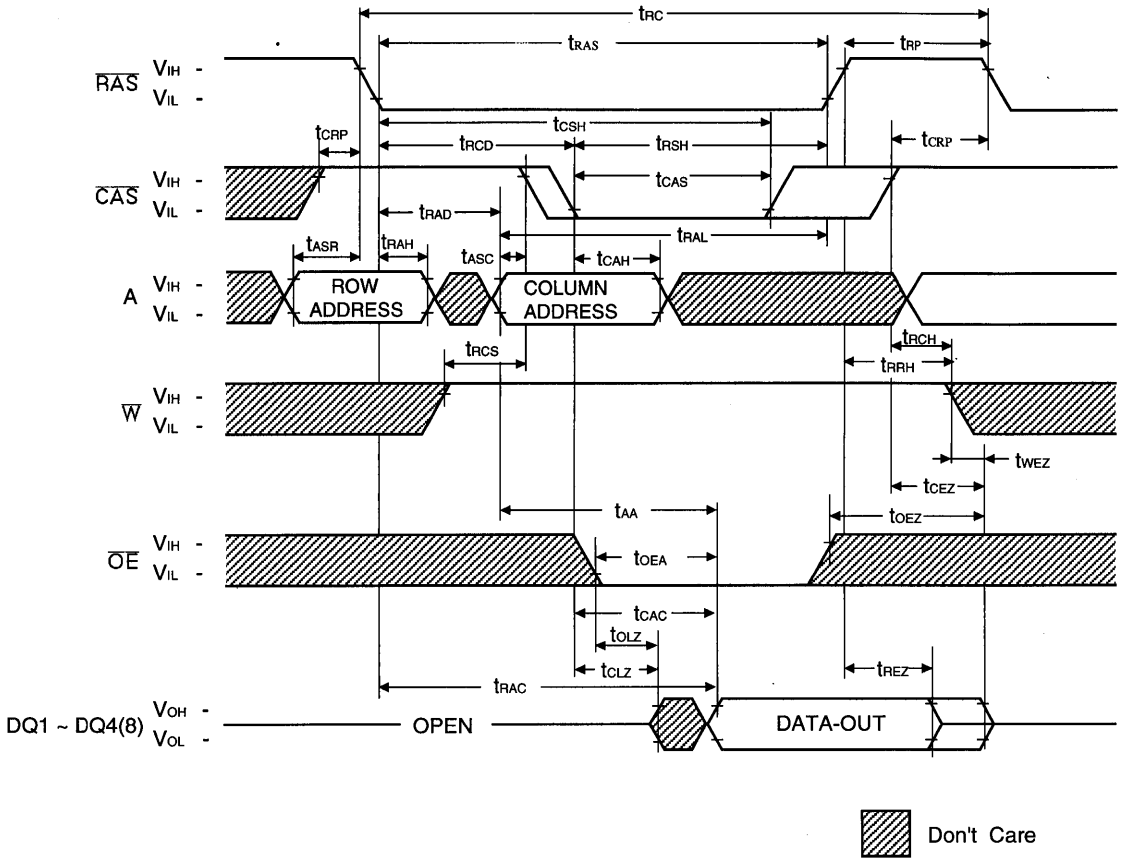 tRC
tRAS
tRP
RAS
VIH -
VIL -
tCSH
tCRP
tRCD
tRSH
tCRP
CAS
VIH -
VIL -
tCAS
tRAD
tRAL
tASR
tRAH
tASC
tCAH
A
VIH -
VIL -
ROW
ADDRESS
COLUMN
ADDRESS
tRCH
tRCS
tRRH
W
VIH -
VIL -
tWEZ
tCEZ
tAA
tOEZ
OE
VIH -
VIL -
tOEA
tCAC
tOLZ
tCLZ
tREZ
tRAC
DQ1 ~ DQ4(8)
VOH -
VOL -
OPEN
DATA-OUT
Don't Care